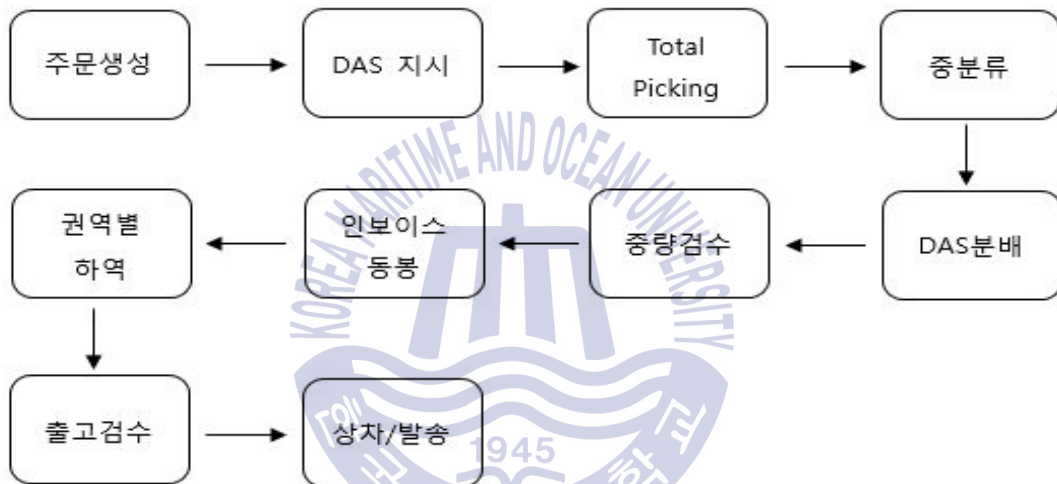 주문생성
DAS 지시
Total
Picking
중분류
DAS분배
중량검수
인보이스
동봉
권역별
하역
출고검수
상차/발송
KOREA MARITIME AND OCEAN UNIVERSITY
1945